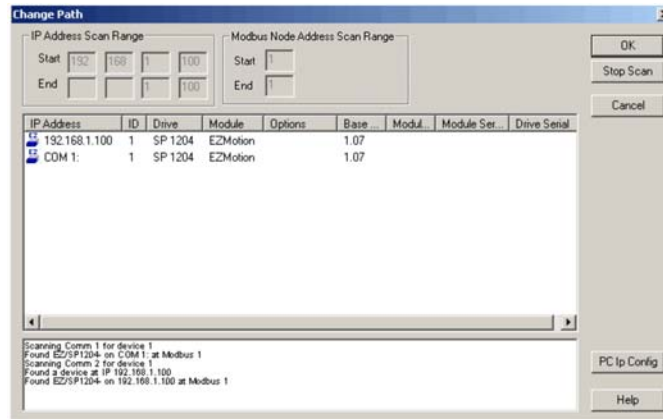 Change Path
IP Address Scan Range
Start 192 168 1 100
End 1 100
Modbus Node Address Scan Range
Start 1
End 1
OK
Stop Scan
Cancel
IP Address ID Drive Module Options Base ... Modul... Module Ser... Drive Serial
192.168.1.100 1 SP 1204 EZMotion 1.07
COM 1: 1 SP 1204 EZMotion 1.07
Scanning Comm 1 for device 1
Found EZ/SP1204- on COM 1: at Modbus 1
Scanning Comm 2 for device 1
Found a device at IP 192.168.1.100
Found EZ/SP1204- on 192.168.1.100 at Modbus 1
PC Ip Config
Help